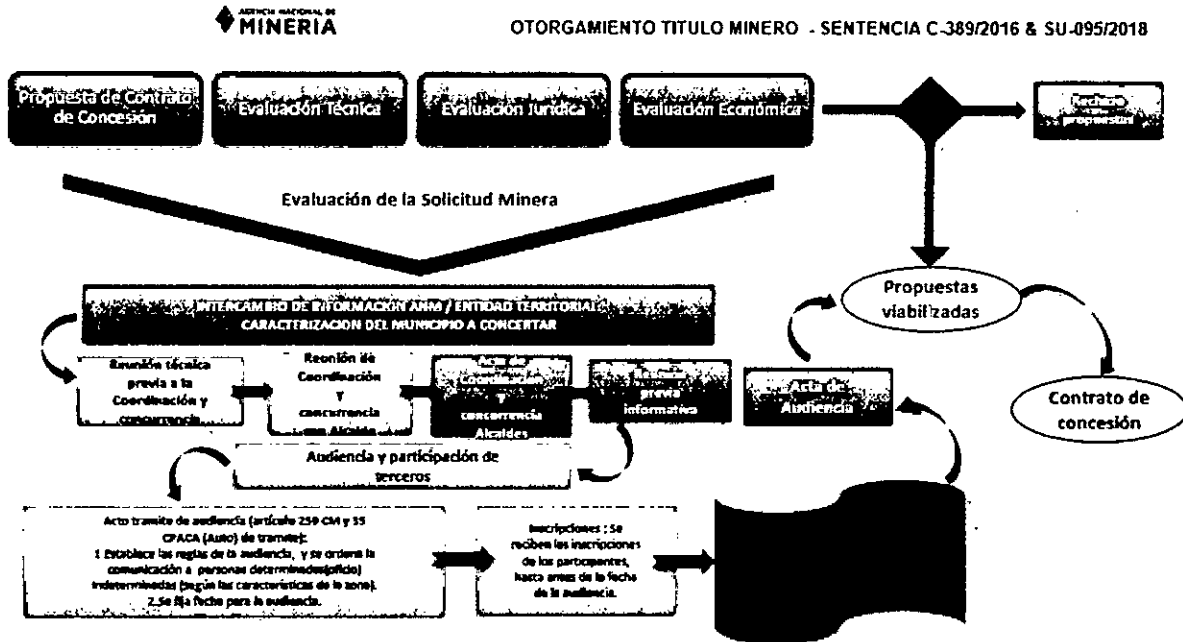 AGENCIA NACIONAL DE
MINERIA
OTORGAMIENTO TITULO MINERO - SENTENCIA C-389/2016 & SU-095/2018
Propuesta de Contrato
de Concesión
Evaluación Técnica
Evaluación Jurídica
Evaluación Económica
Rechazo
propuestas
Evaluación de la Solicitud Minera
INTERCAMBIO DE INFORMACION ANM / ENTIDAD TERRITORIAL
CARACTERIZACION DEL MUNICIPIO A CONCERTAR
Propuestas
viabilizadas
Reunión técnica
previa a la
Coordinación y
concurrencia
Reunión de
Coordinación
y
concurrencia
con Alcalde
Acta de
y
concurrencia
Alcaldes
previa
informativa
Acta de
Audiencia
Contrato de
concesión
Audiencia y participación de
terceros
Acto tramite de audiencia (artículo 259 CM y 35
CPACA (Auto) de tramite):
1 Establece las reglas de la audiencia, y se ordena la
comunicación a personas determinadas(oficio)
indeterminadas (según las características de la zona).
2.Se fija fecha para la audiencia.
Inscripciones : Se
reciben las inscripciones
de los participantes,
hasta antes de la fecha
de la audiencia.